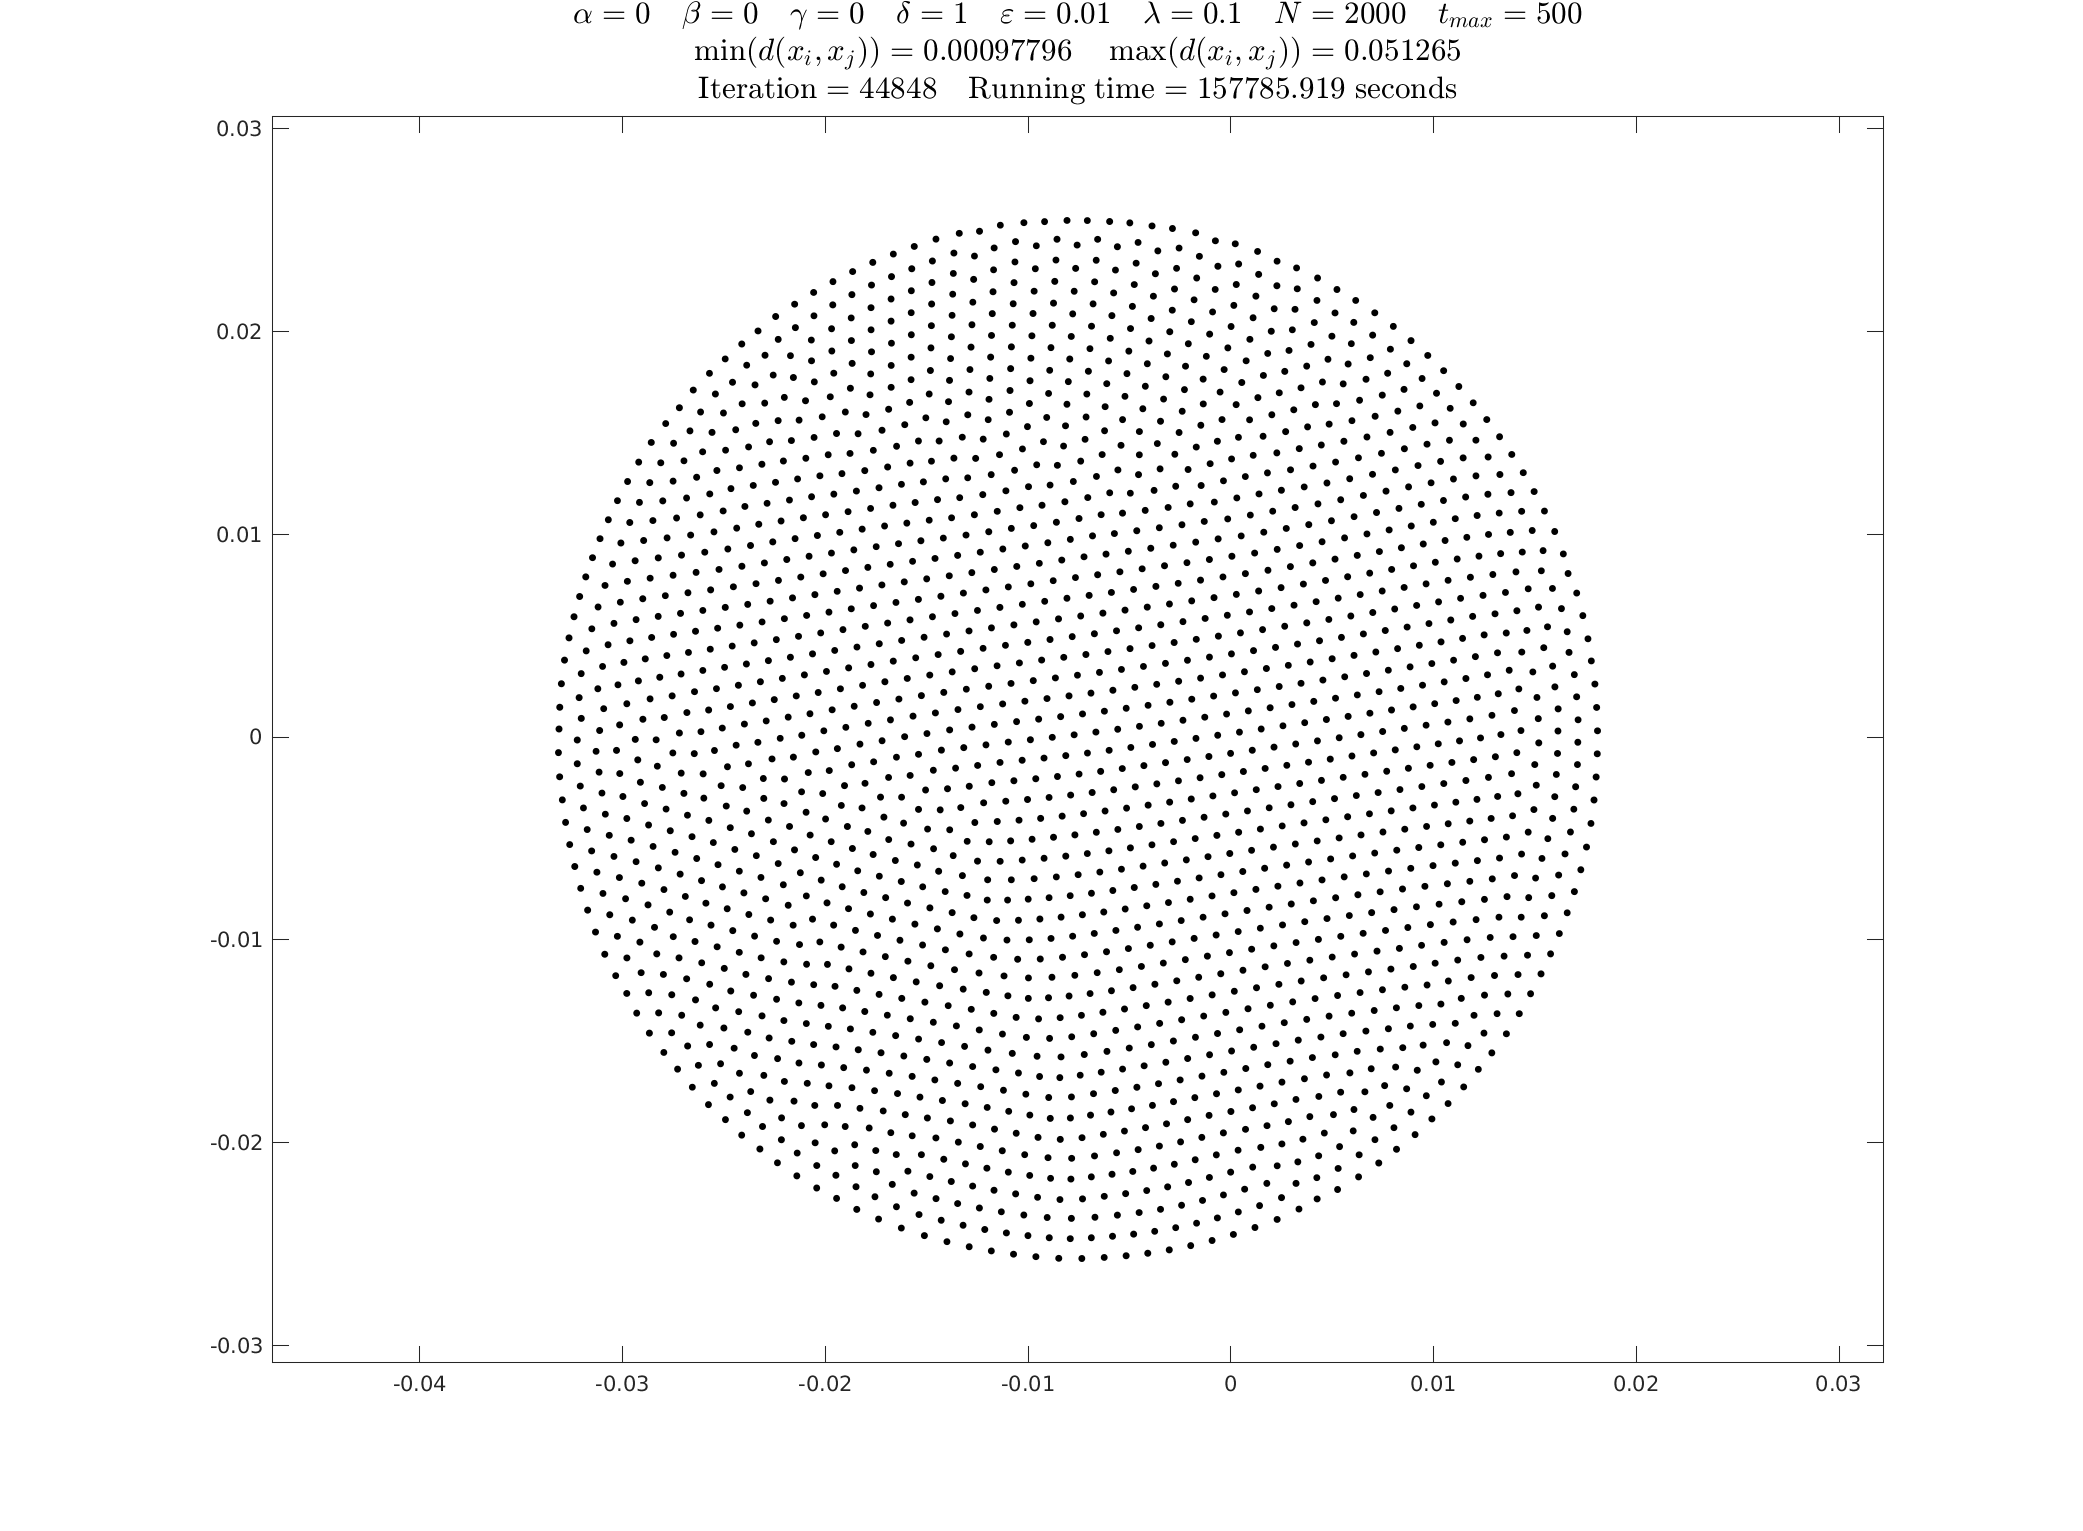 α = 0 β = 0 γ = 0 δ = 1 ε = 0.01 λ = 0.1 N = 2000 t_{max} = 500
min(d(x_i, x_j)) = 0.00097796 max(d(x_i, x_j)) = 0.051265
Iteration = 44848 Running time = 157785.919 seconds
0.03
0.02
0.01
0
-0.01
-0.02
-0.03
-0.04 -0.03 -0.02 -0.01 0 0.01 0.02 0.03